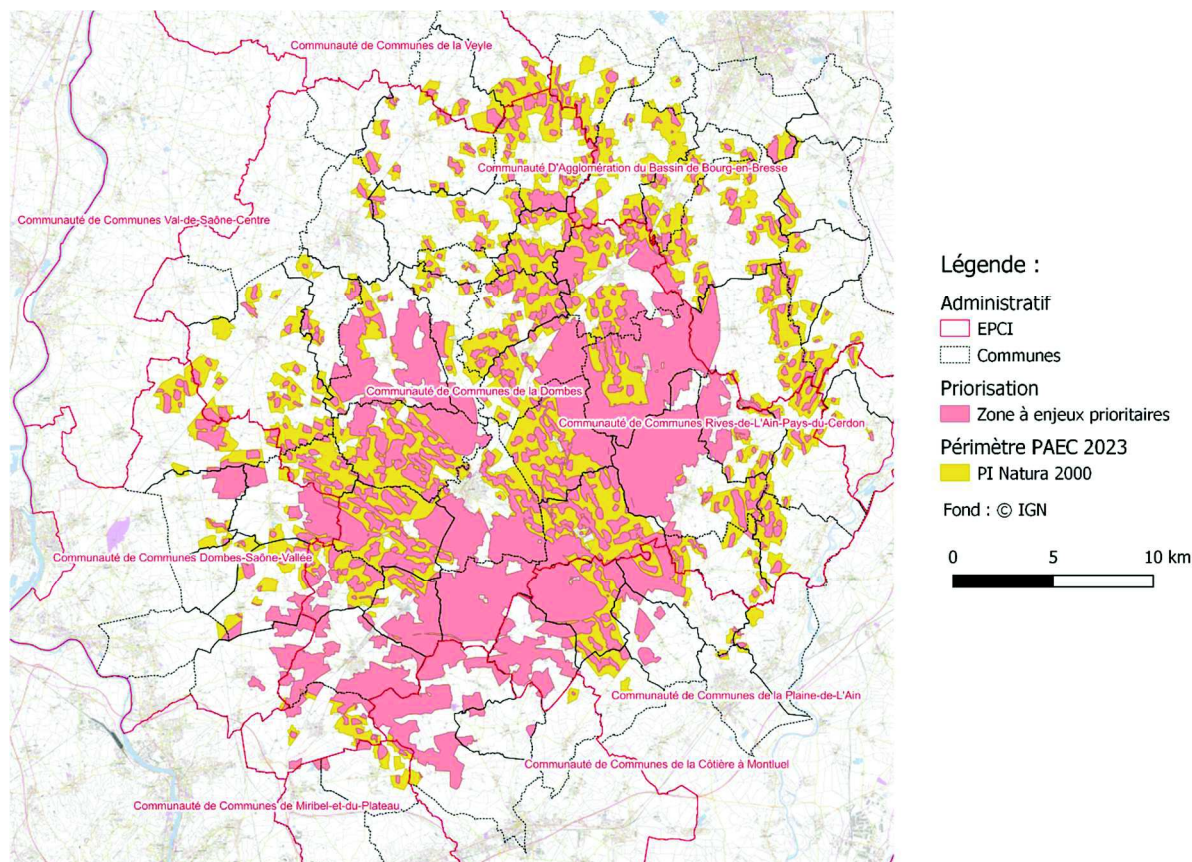 Communauté de Communes de la Veyle
Communauté D'Agglomération du Bassin de Bourg-en-Bresse
Communauté de Communes Val-de-Saône-Centre
Communauté de Communes de la Dombes
Communauté de Communes Rives-de-L'Ain-Pays-du-Cerdon
Communauté de Communes Dombes-Saône-Vallée
Communauté de Communes de la Plaine-de-L'Ain
Communauté de Communes de la Côtière à Montluel
Communauté de Communes de Miribel-et-du-Plateau
Légende :
Administratif
EPCI
Communes
Priorisation
Zone à enjeux prioritaires
Périmètre PAEC 2023
PI Natura 2000
Fond : © IGN
0 5 10 km